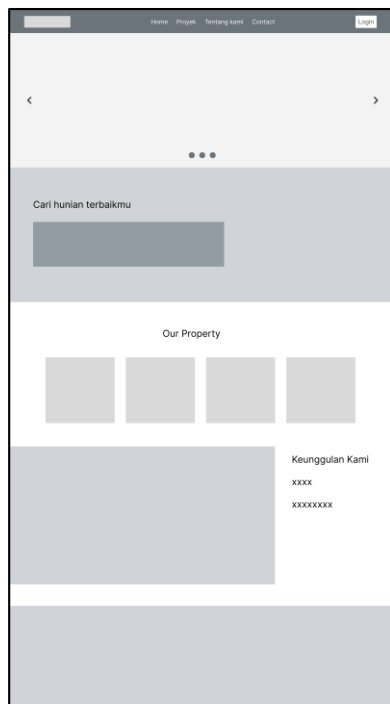 Home Proyek Tentang kami Contact Login
Cari hunian terbaikmu
Our Property
Keunggulan Kami
xxxx
xxxxxxxx